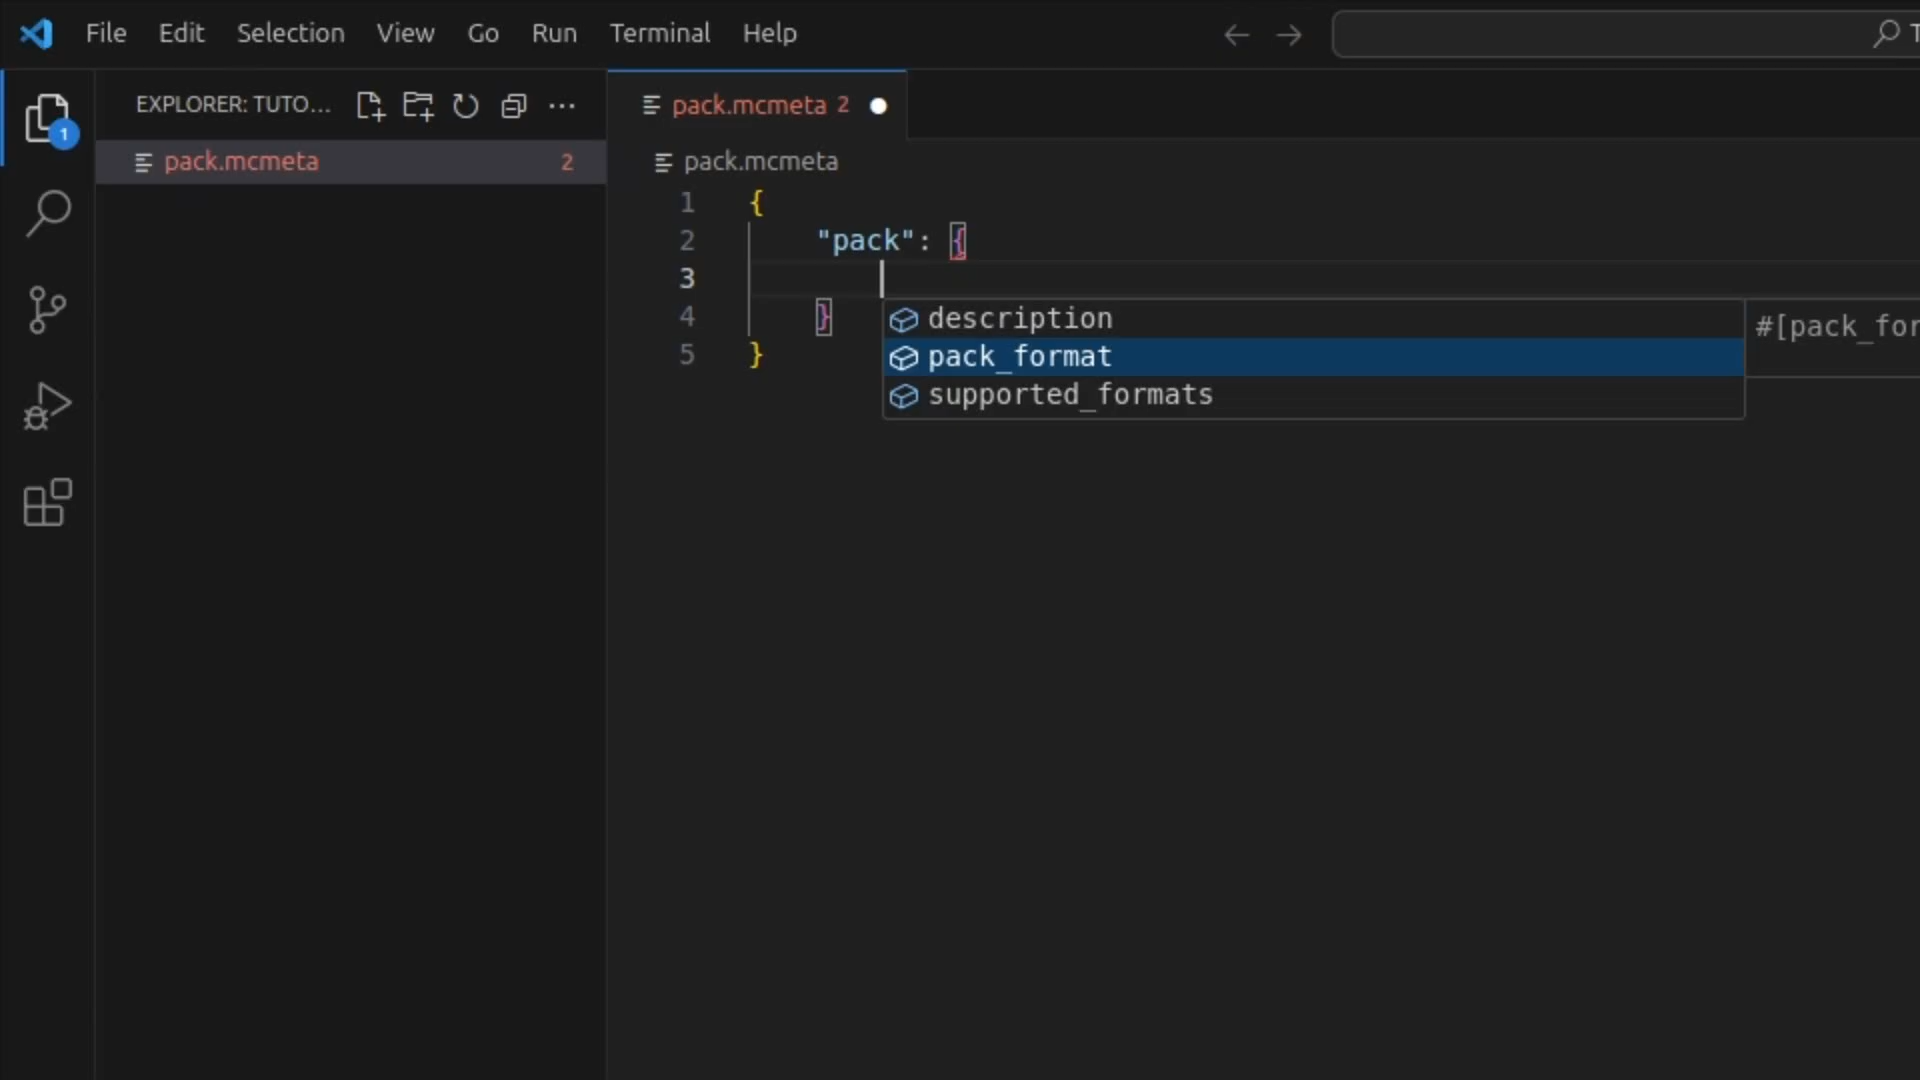 File Edit Selection View Go Run Terminal Help
T
EXPLORER: TUTO...
1
pack.mcmeta 2
pack.mcmeta 2
pack.mcmeta
1 {
2 "pack": {
3
4 }
5 }
description
pack_format
supported_formats
#[pack_for